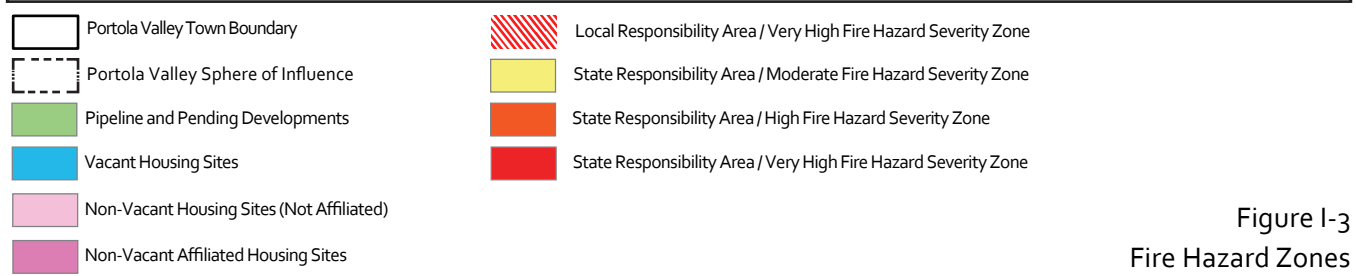 Portola Valley Town Boundary
Portola Valley Sphere of Influence
Pipeline and Pending Developments
Vacant Housing Sites
Non-Vacant Housing Sites (Not Affiliated)
Non-Vacant Affiliated Housing Sites
Local Responsibility Area / Very High Fire Hazard Severity Zone
State Responsibility Area / Moderate Fire Hazard Severity Zone
State Responsibility Area / High Fire Hazard Severity Zone
State Responsibility Area / Very High Fire Hazard Severity Zone
Figure I-3
Fire Hazard Zones